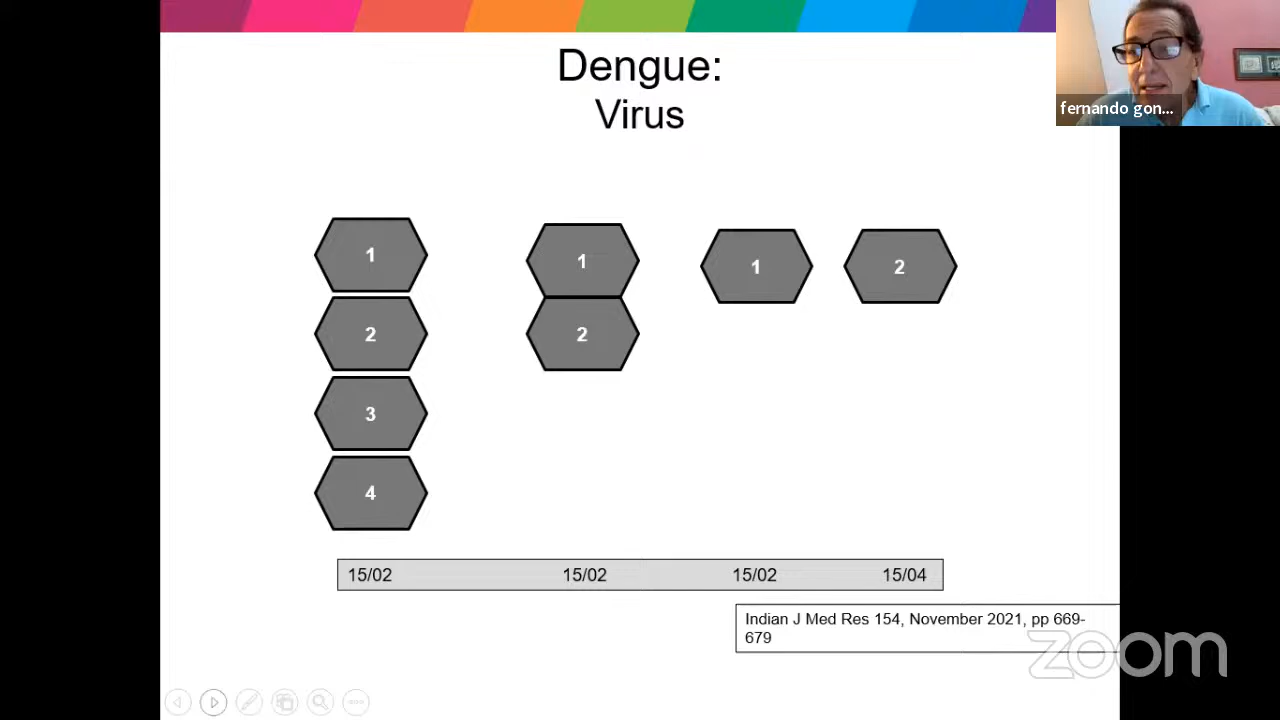 Dengue:
Virus
fernando gon...
1
2
3
4
1
2
1
2
15/02
15/02
15/02
15/04
Indian J Med Res 154, November 2021, pp 669-
679
zoom